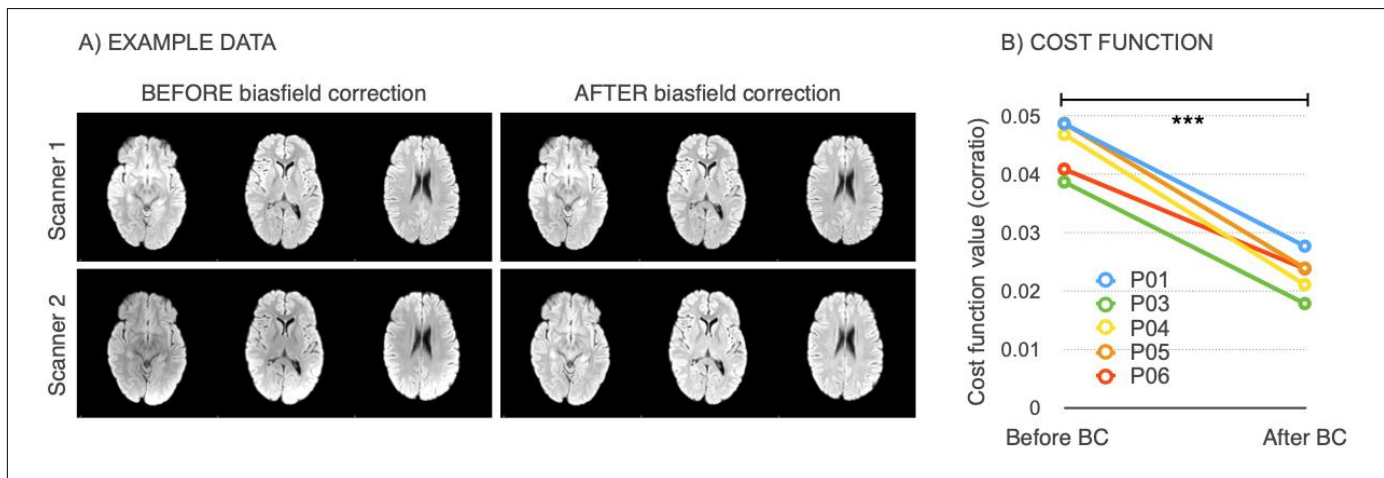 A) EXAMPLE DATA
BEFORE biasfield correction
AFTER biasfield correction
Scanner 1
Scanner 2
B) COST FUNCTION
Cost function value (corratio)
0.05
0.04
0.03
0.02
0.01
0
***
P01
P03
P04
P05
P06
Before BC
After BC